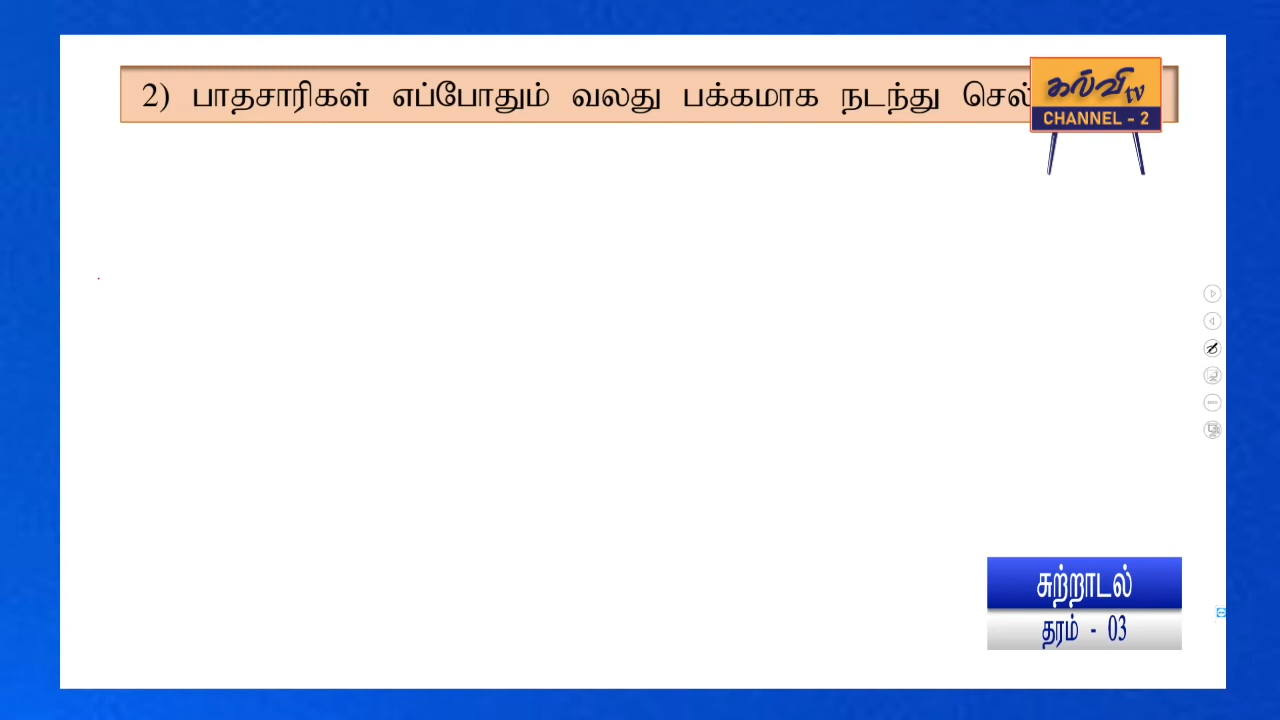 2) பாதசாரிகள் எப்போதும் வலது பக்கமாக நடந்து
கல்வி tv
CHANNEL - 2
சுற்றாடல்
தரம் - 03